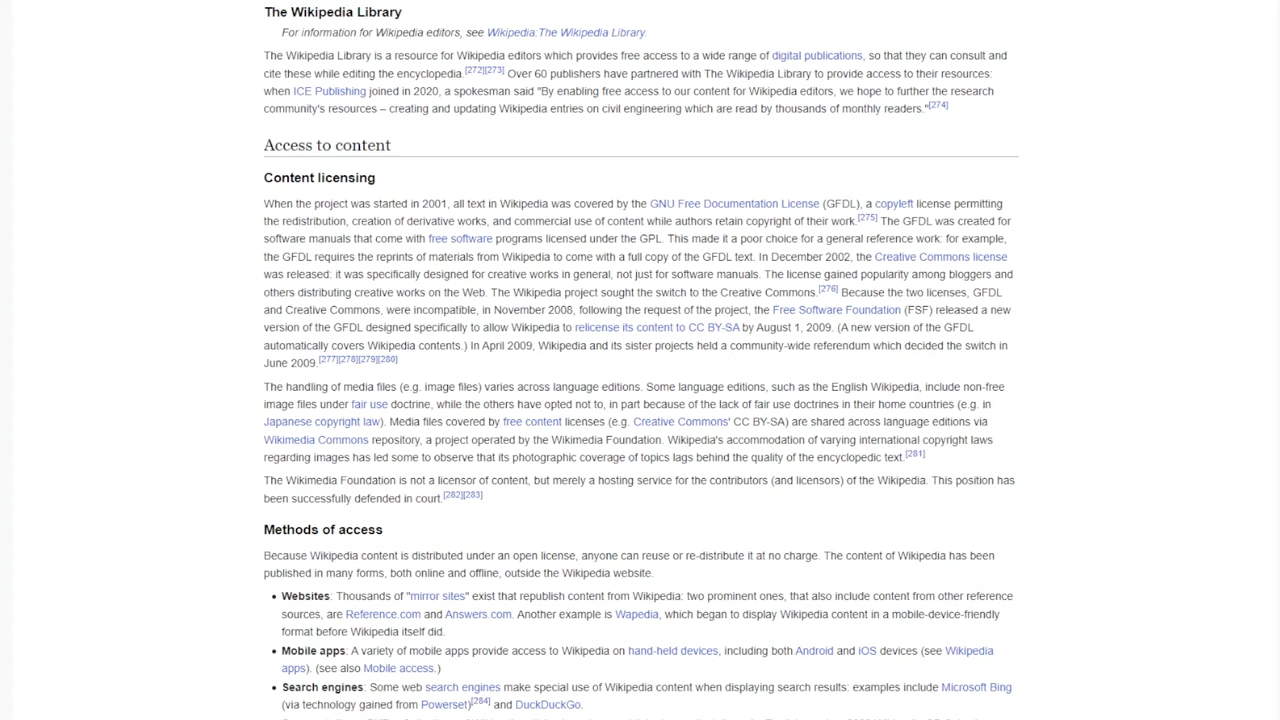 The Wikipedia Library
For information for Wikipedia editors, see Wikipedia:The Wikipedia Library.
The Wikipedia Library is a resource for Wikipedia editors which provides free access to a wide range of digital publications, so that they can consult and
cite these while editing the encyclopedia.[272][273] Over 60 publishers have partnered with The Wikipedia Library to provide access to their resources:
when ICE Publishing joined in 2020, a spokesman said "By enabling free access to our content for Wikipedia editors, we hope to further the research
community's resources – creating and updating Wikipedia entries on civil engineering which are read by thousands of monthly readers."[274]
Access to content
Content licensing
When the project was started in 2001, all text in Wikipedia was covered by the GNU Free Documentation License (GFDL), a copyleft license permitting
the redistribution, creation of derivative works, and commercial use of content while authors retain copyright of their work.[275] The GFDL was created for
software manuals that come with free software programs licensed under the GPL. This made it a poor choice for a general reference work: for example,
the GFDL requires the reprints of materials from Wikipedia to come with a full copy of the GFDL text. In December 2002, the Creative Commons license
was released: it was specifically designed for creative works in general, not just for software manuals. The license gained popularity among bloggers and
others distributing creative works on the Web. The Wikipedia project sought the switch to the Creative Commons.[276] Because the two licenses, GFDL
and Creative Commons, were incompatible, in November 2008, following the request of the project, the Free Software Foundation (FSF) released a new
version of the GFDL designed specifically to allow Wikipedia to relicense its content to CC BY-SA by August 1, 2009. (A new version of the GFDL
automatically covers Wikipedia contents.) In April 2009, Wikipedia and its sister projects held a community-wide referendum which decided the switch in
June 2009.[277][278][279][280]
The handling of media files (e.g. image files) varies across language editions. Some language editions, such as the English Wikipedia, include non-free
image files under fair use doctrine, while the others have opted not to, in part because of the lack of fair use doctrines in their home countries (e.g. in
Japanese copyright law). Media files covered by free content licenses (e.g. Creative Commons' CC BY-SA) are shared across language editions via
Wikimedia Commons repository, a project operated by the Wikimedia Foundation. Wikipedia's accommodation of varying international copyright laws
regarding images has led some to observe that its photographic coverage of topics lags behind the quality of the encyclopedic text.[281]
The Wikimedia Foundation is not a licensor of content, but merely a hosting service for the contributors (and licensors) of the Wikipedia. This position has
been successfully defended in court.[282][283]
Methods of access
Because Wikipedia content is distributed under an open license, anyone can reuse or re-distribute it at no charge. The content of Wikipedia has been
published in many forms, both online and offline, outside the Wikipedia website.
• Websites: Thousands of "mirror sites" exist that republish content from Wikipedia: two prominent ones, that also include content from other reference
sources, are Reference.com and Answers.com. Another example is Wapedia, which began to display Wikipedia content in a mobile-device-friendly
format before Wikipedia itself did.
• Mobile apps: A variety of mobile apps provide access to Wikipedia on hand-held devices, including both Android and iOS devices (see Wikipedia
apps). (see also Mobile access.)
• Search engines: Some web search engines make special use of Wikipedia content when displaying search results: examples include Microsoft Bing
(via technology gained from Powerset)[284] and DuckDuckGo.